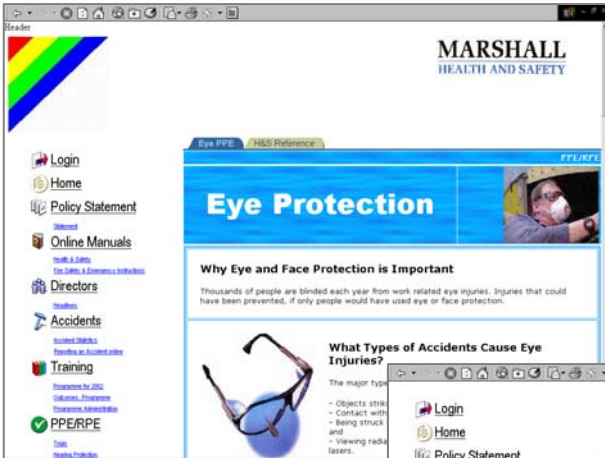 Header
MARSHALL
HEALTH AND SAFETY
Eye PPE
H&S Reference
PPE/RPE
Login
Home
Policy Statement
Statement
Online Manuals
Health & Safety
Fire Safety & Emergency Instructions
Directors
Headlines
Accidents
Accident Statistics
Reporting an Accident online
Training
Programme for 2002
Outcomes, Programme
Programme Administration
PPE/RPE
Hearing Protection
Eye Protection
Why Eye and Face Protection is Important
Thousands of people are blinded each year from work related eye injuries. Injuries that could
have been prevented, if only people would have used eye or face protection.
What Types of Accidents Cause Eye
Injuries?
The major type
- Objects strik
- Contact with
- Being struck
and
- Viewing radia
lasers.
Login
Home
Policy Statement